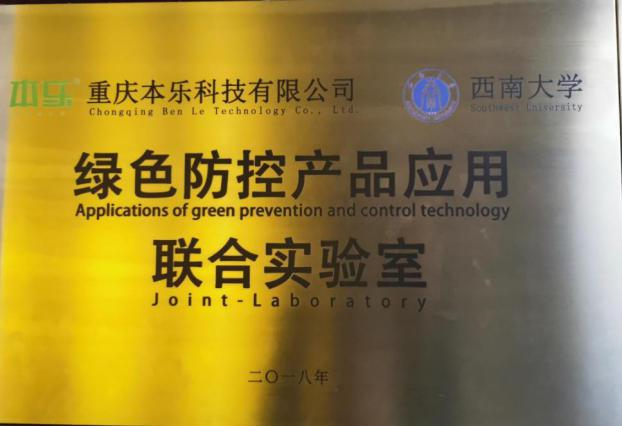 本乐® 重庆本乐科技有限公司 西南大学
Chongqing Ben Le Technology Co., Ltd. Southwest University
绿色防控产品应用
Applications of green prevention and control technology
联合实验室
Joint-Laboratory
二〇一八年